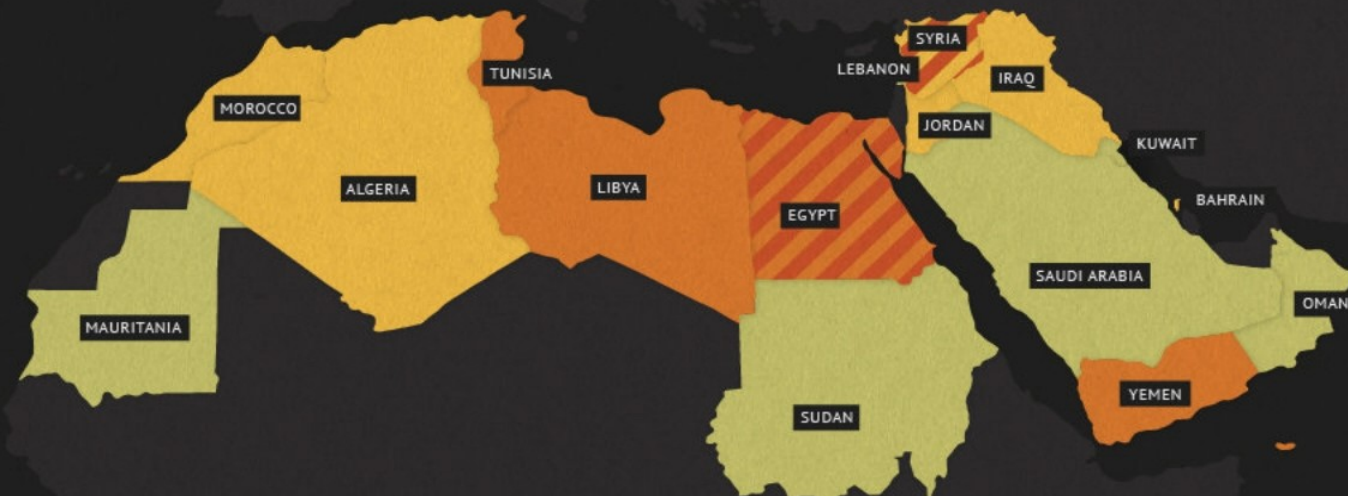 SYRIA
LEBANON
IRAQ
TUNISIA
MOROCCO
JORDAN
KUWAIT
ALGERIA
LIBYA
BAHRAIN
EGYPT
SAUDI ARABIA
OMAN
MAURITANIA
YEMEN
SUDAN